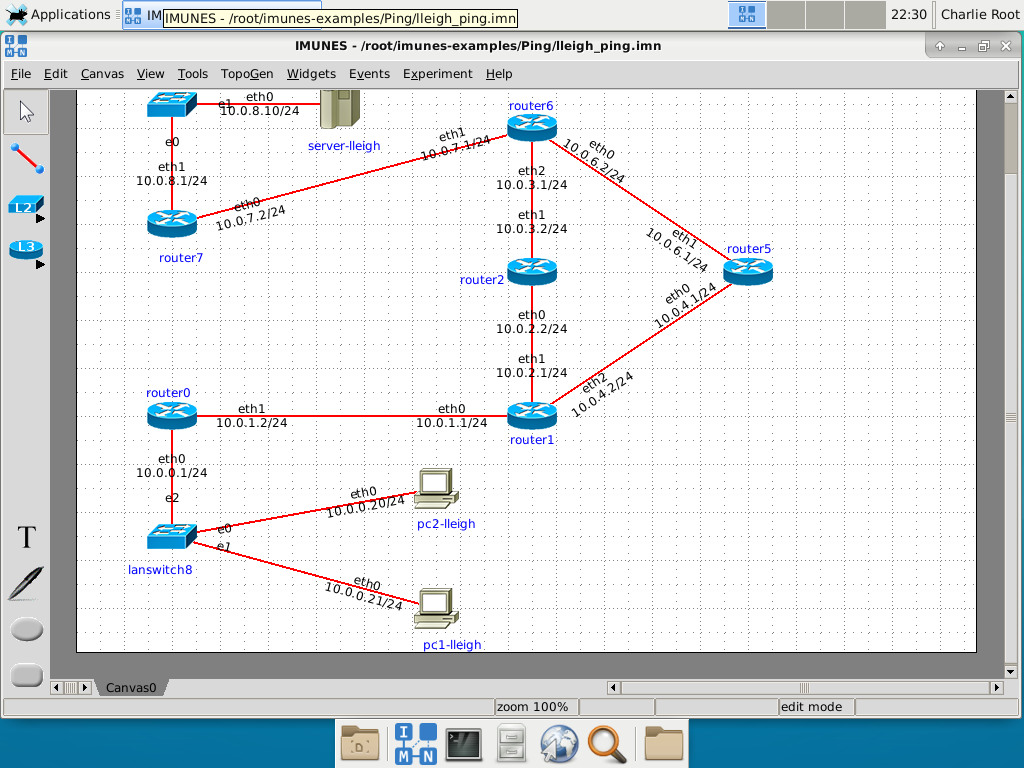 Applications
IM
IMUNES - /root/imunes-examples/Ping/lleigh_ping.imn
22:30
Charlie Root
IMUNES - /root/imunes-examples/Ping/lleigh_ping.imn
File Edit Canvas View Tools TopoGen Widgets Events Experiment Help
e1
eth0
10.0.8.10/24
server-lleigh
e0
eth1
10.0.8.1/24
router7
eth0
10.0.7.2/24
eth1
10.0.7.1/24
router6
eth0
10.0.6.2/24
eth2
10.0.3.1/24
eth1
10.0.3.2/24
eth1
10.0.6.1/24
router5
router2
eth0
10.0.4.1/24
eth0
10.0.2.2/24
eth1
10.0.2.1/24
eth2
10.0.4.2/24
router0
eth1
10.0.1.2/24
eth0
10.0.1.1/24
router1
eth0
10.0.0.1/24
e2
eth0
10.0.0.20/24
pc2-lleigh
e0
e1
lanswitch8
eth0
10.0.0.21/24
pc1-lleigh
L2
L3
T
Canvas0
zoom 100%
edit mode